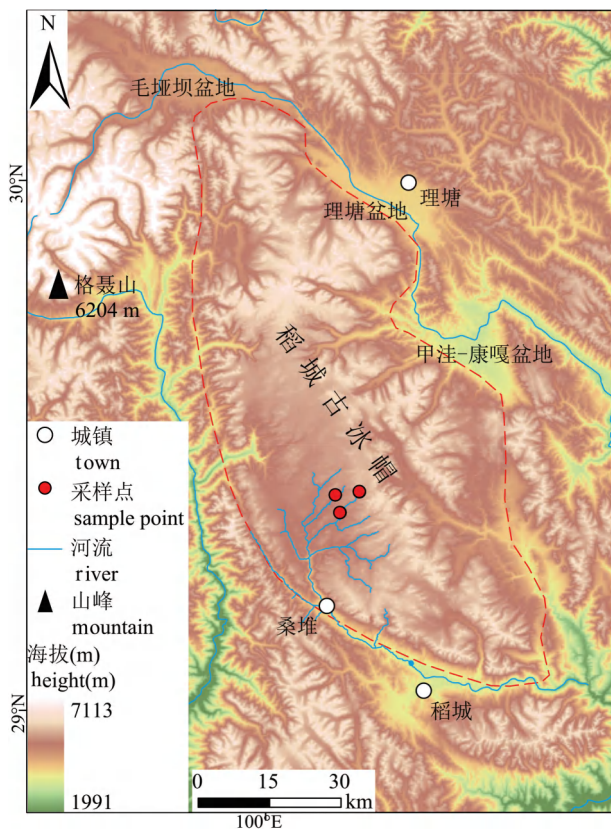 N
毛垭坝盆地
30°N
理塘
理塘盆地
格聂山
6204 m
甲洼-康嘎盆地
稻城古冰帽
城镇
town
采样点
sample point
河流
river
山峰
mountain
海拔(m)
height(m)
7113
1991
桑堆
29°N
稻城
0 15 30
km
100°E